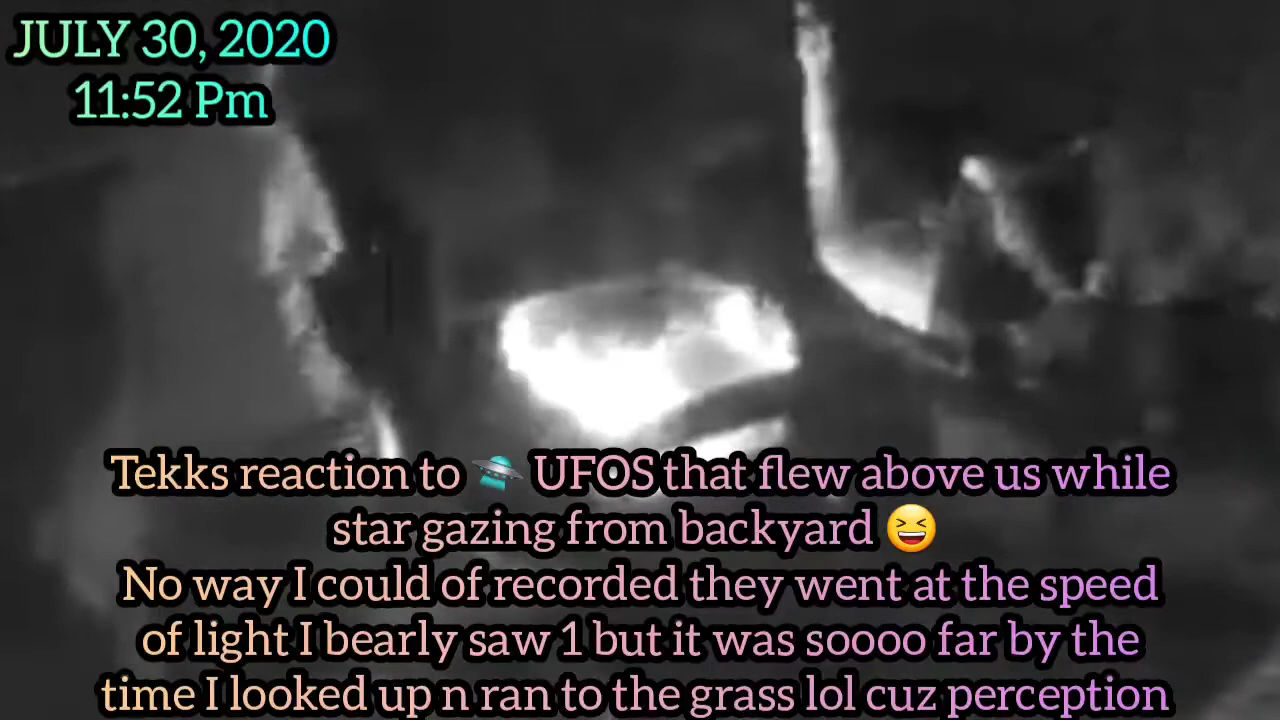 JULY 30, 2020
11:52 Pm
Tekks reaction to 🛸 UFOS that flew above us while
star gazing from backyard 😆
No way I could of recorded they went at the speed
of light I bearly saw 1 but it was soooo far by the
time I looked up n ran to the grass lol cuz perception